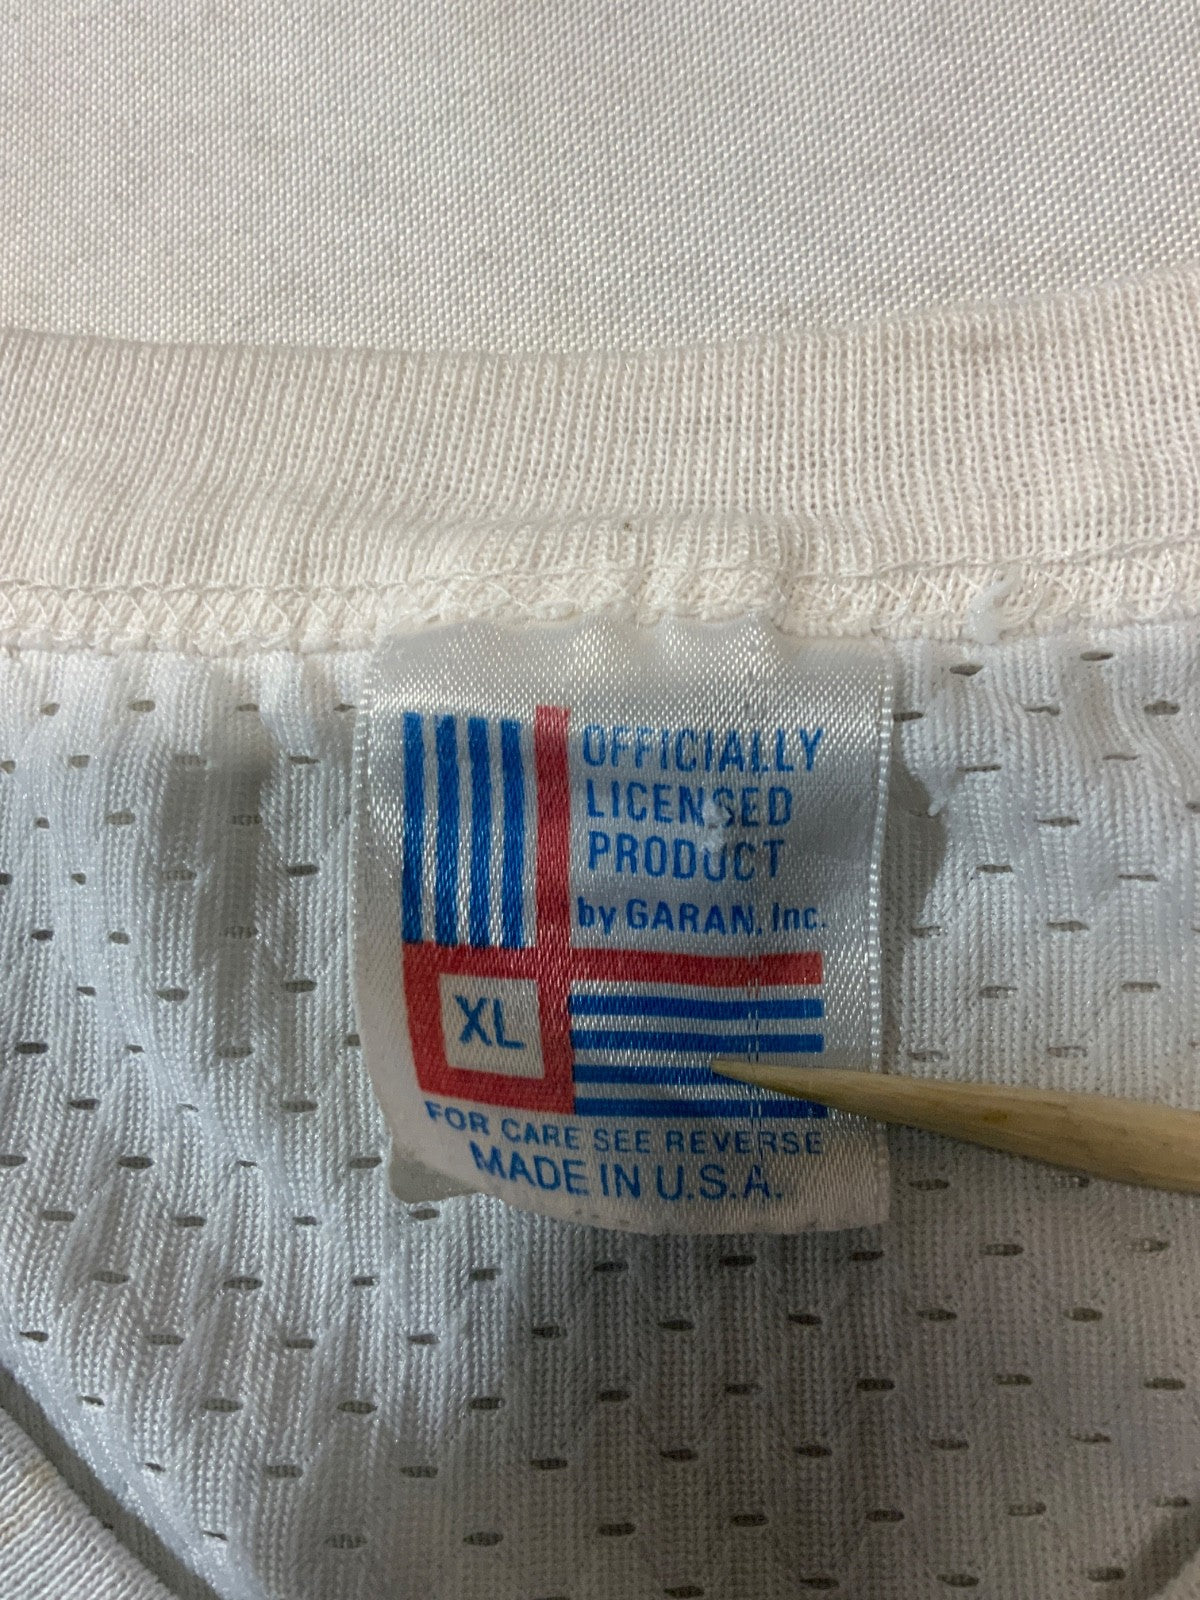 OFFICIALLY
LICENSED
PRODUCT
by GARAN, Inc.
XL
FOR CARE SEE REVERSE
MADE IN U.S.A.